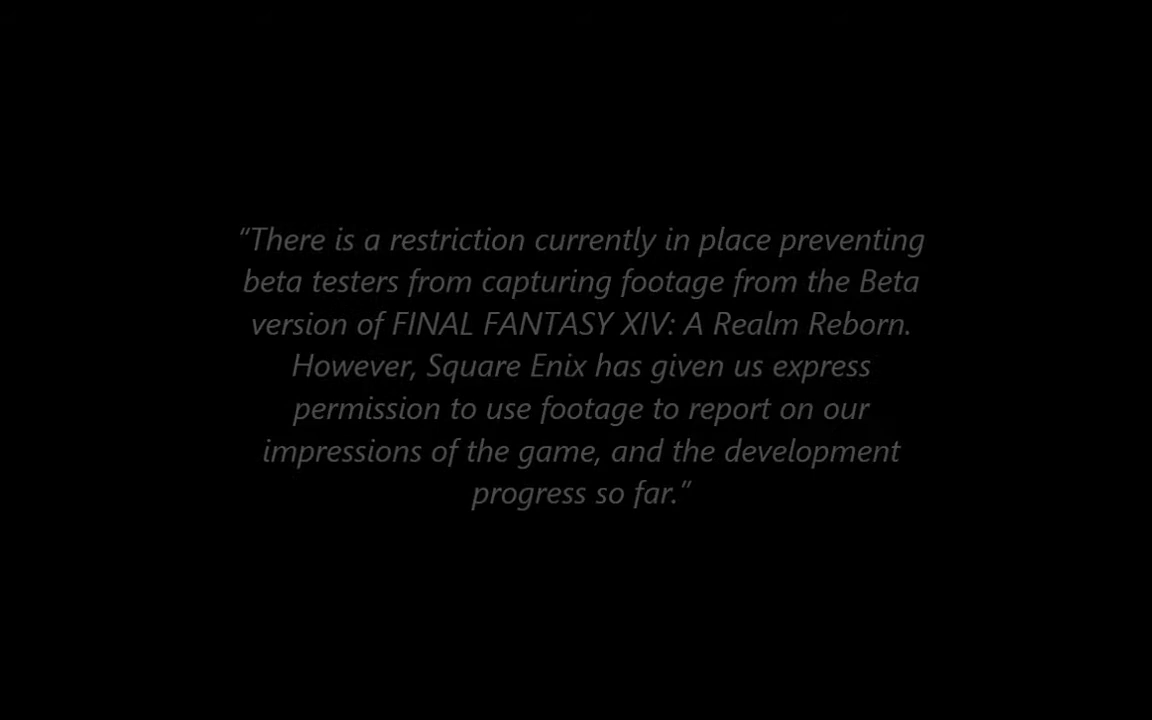 “There is a restriction currently in place preventing
beta testers from capturing footage from the Beta
version of FINAL FANTASY XIV: A Realm Reborn.
However, Square Enix has given us express
permission to use footage to report on our
impressions of the game, and the development
progress so far.”